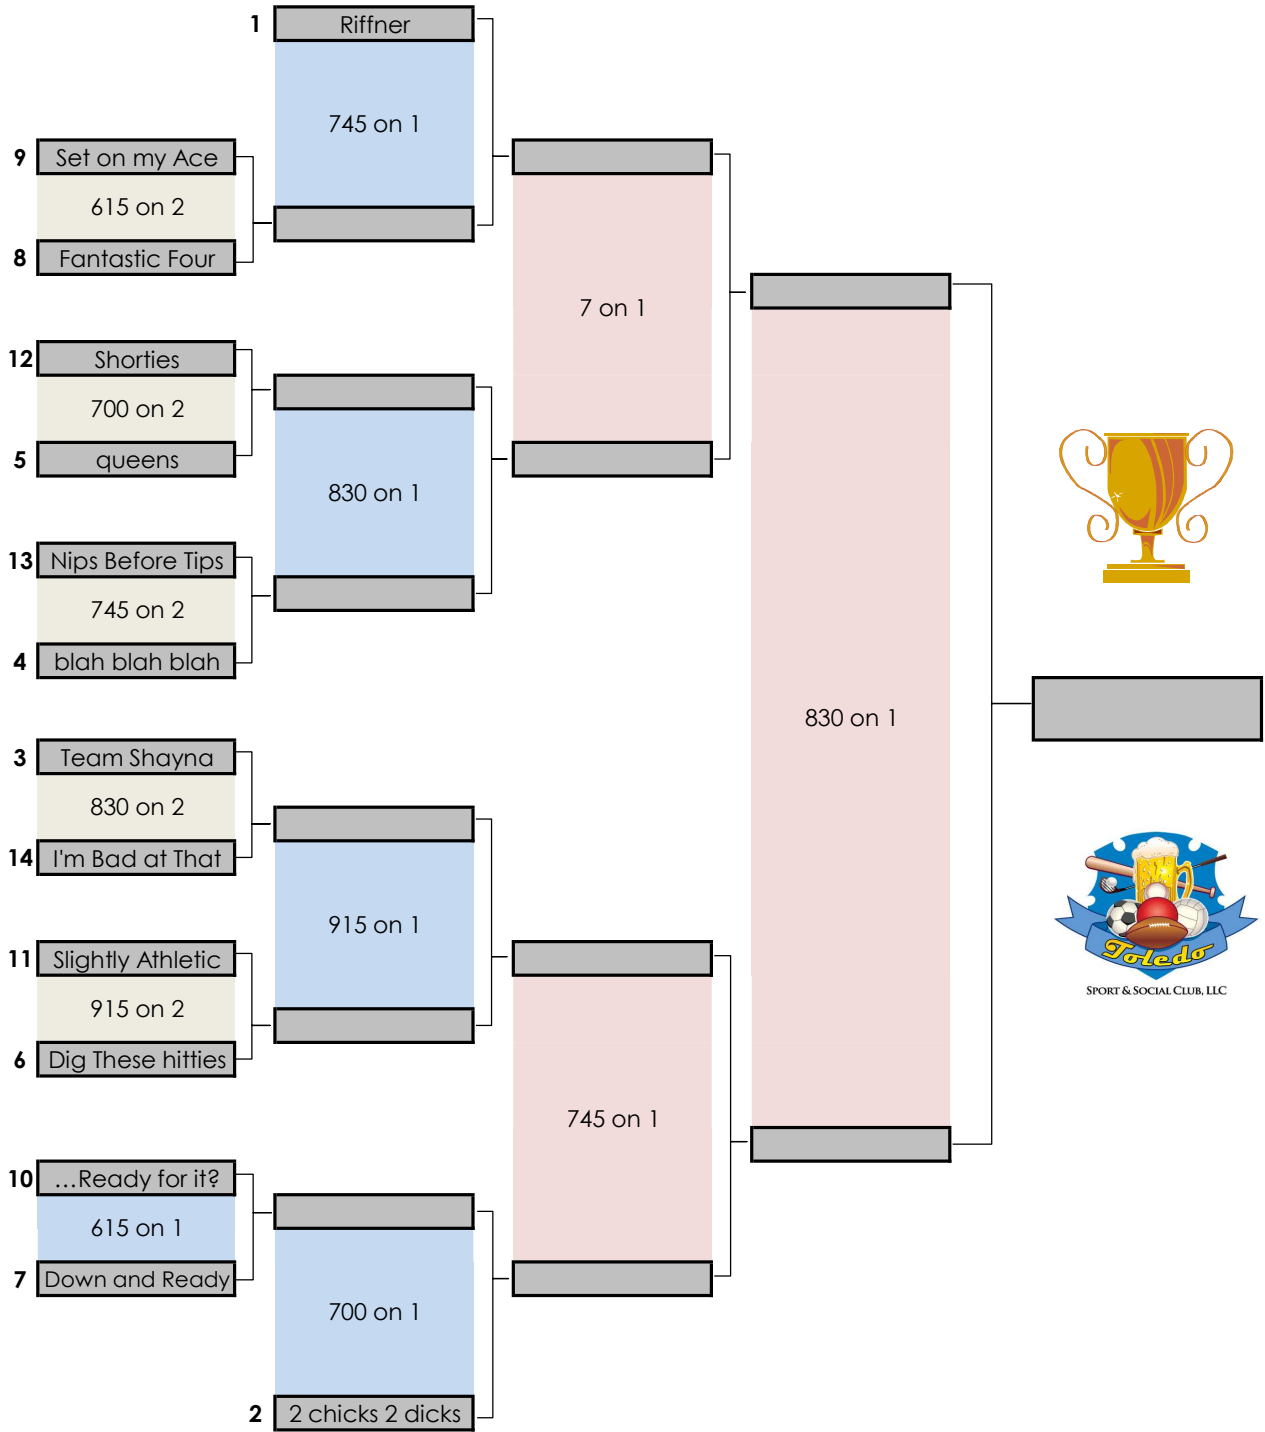 1 Riffner
745 on 1
9 Set on my Ace
615 on 2
8 Fantastic Four
7 on 1
12 Shorties
700 on 2
5 queens
830 on 1
13 Nips Before Tips
745 on 2
4 blah blah blah
830 on 1
3 Team Shayna
830 on 2
14 I'm Bad at That
915 on 1
11 Slightly Athletic
915 on 2
6 Dig These hitties
745 on 1
10 ...Ready for it?
615 on 1
7 Down and Ready
700 on 1
2 2 chicks 2 dicks
Toledo
SPORT & SOCIAL CLUB, LLC